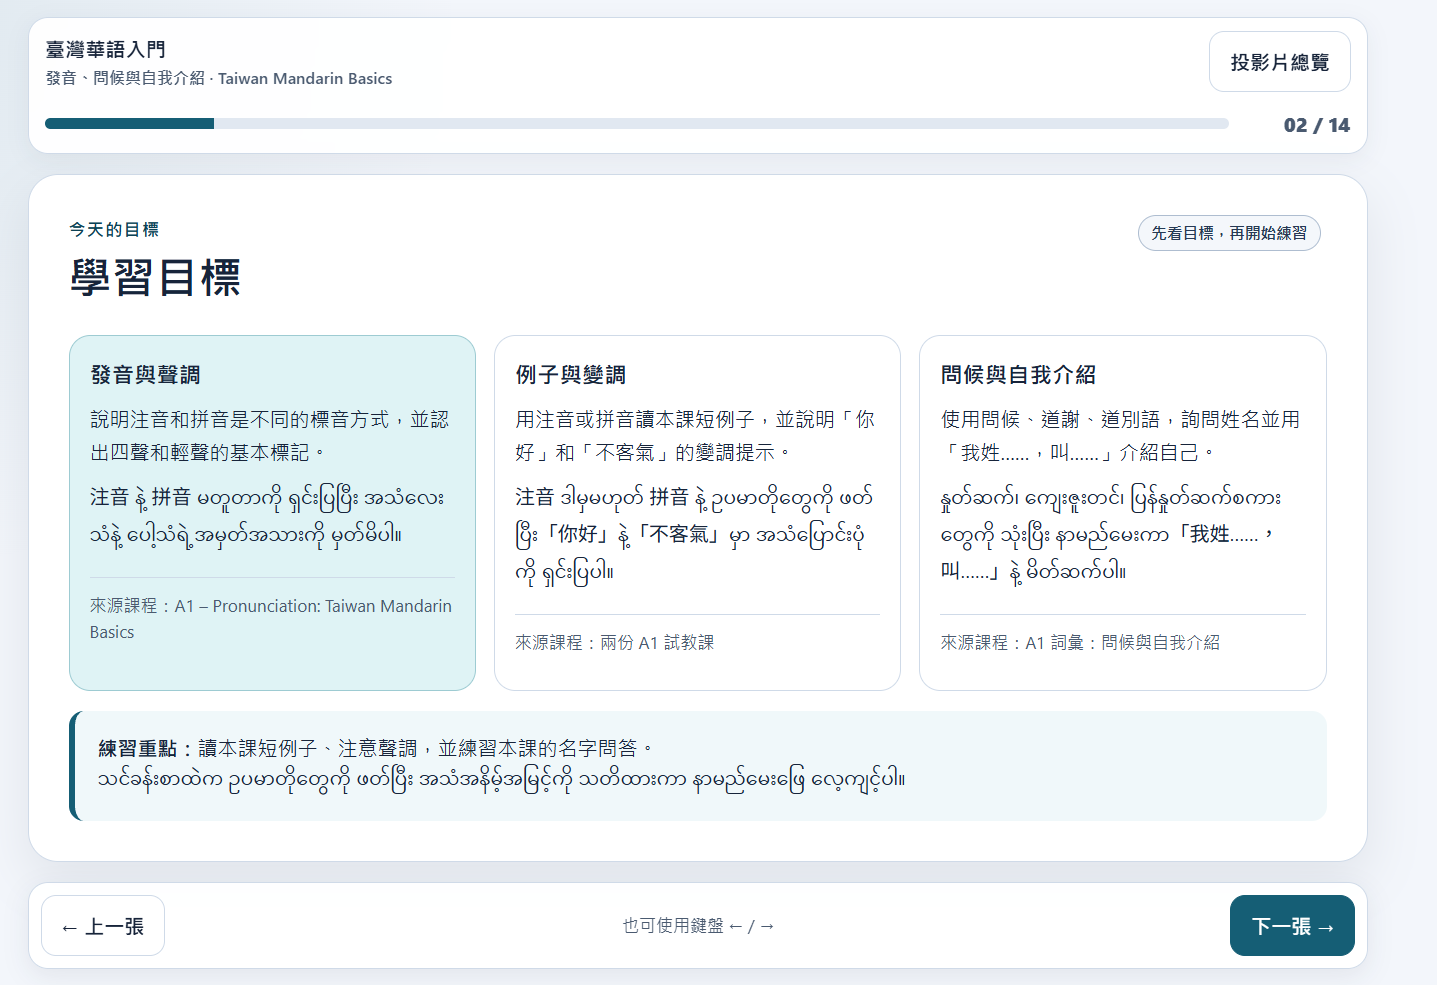 臺灣華語入門
發音、問候與自我介紹 · Taiwan Mandarin Basics
投影片總覽
02 / 14
今天的目標
先看目標，再開始練習
學習目標
發音與聲調
說明注音和拼音是不同的標音方式，並認
出四聲和輕聲的基本標記。
注音 နဲ့ 拼音 မတူတာကို ရှင်းပြပြီး အသံလေး
သံနဲ့ ပေါ့သံရဲ့ အမှတ်အသားကို မှတ်မိပါ။
來源課程：A1 – Pronunciation: Taiwan Mandarin
Basics
例子與變調
用注音或拼音讀本課短例子，並說明「你
好」和「不客氣」的變調提示。
注音 ဒါမှမဟုတ် 拼音 နဲ့ ဥပမာတိုတွေကို ဖတ်
ပြီး「你好」နဲ့「不客氣」မှာ အသံပြောင်းပုံ
ကို ရှင်းပြပါ။
來源課程：兩份 A1 試教課
問候與自我介紹
使用問候、道謝、道別語，詢問姓名並用
「我姓……，叫……」介紹自己。
နှုတ်ဆက်၊ ကျေးဇူးတင်၊ ပြန်နှုတ်ဆက်စကား
တွေကို သုံးပြီး နာမည်မေးကာ「我姓……，
叫……」နဲ့ မိတ်ဆက်ပါ။
來源課程：A1 詞彙：問候與自我介紹
練習重點：讀本課短例子、注意聲調，並練習本課的名字問答。
သင်ခန်းစာထဲက ဥပမာတိုတွေကို ဖတ်ပြီး အသံအနိမ့်အမြင့်ကို သတိထားကာ နာမည်မေးဖြေ လေ့ကျင့်ပါ။
← 上一張
也可使用鍵盤 ← / →
下一張 →